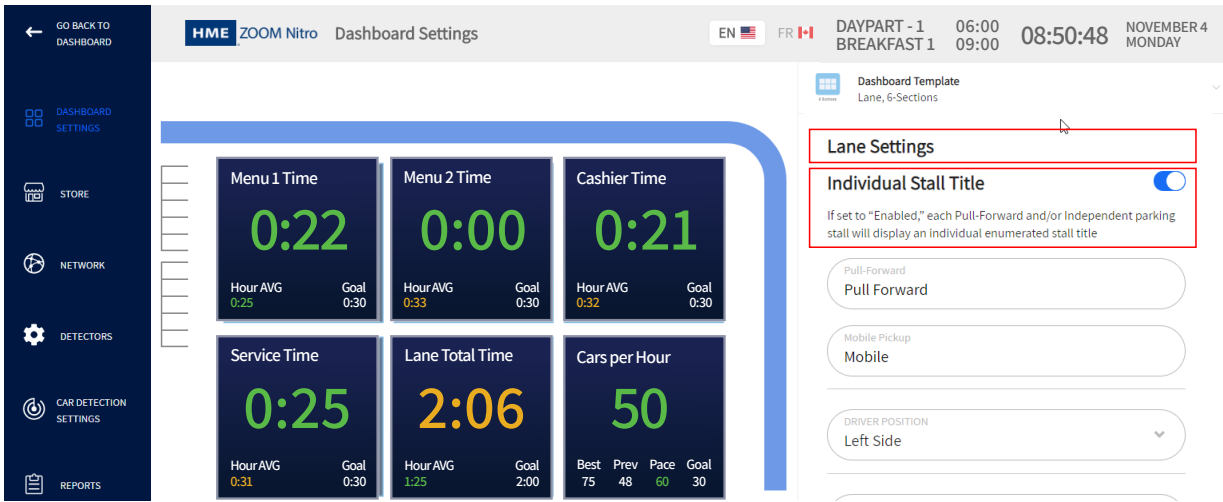 GO BACK TO
DASHBOARD
HME ZOOM Nitro Dashboard Settings
EN FR
DAYPART - 1 06:00
BREAKFAST 1 09:00
08:50:48
NOVEMBER 4
MONDAY
DASHBOARD
SETTINGS
STORE
NETWORK
DETECTORS
CAR DETECTION
SETTINGS
REPORTS
Menu 1 Time
0:22
Hour AVG Goal
0:25 0:30
Menu 2 Time
0:00
Hour AVG Goal
0:33 0:30
Cashier Time
0:21
Hour AVG Goal
0:32 0:30
Service Time
0:25
Hour AVG Goal
0:31 0:30
Lane Total Time
2:06
Hour AVG Goal
1:25 2:00
Cars per Hour
50
Best Prev Pace Goal
75 48 60 30
Dashboard Template
Lane, 6-Sections
Lane Settings
Individual Stall Title
If set to “Enabled,” each Pull-Forward and/or Independent parking
stall will display an individual enumerated stall title
Pull-Forward
Pull Forward
Mobile Pickup
Mobile
DRIVER POSITION
Left Side